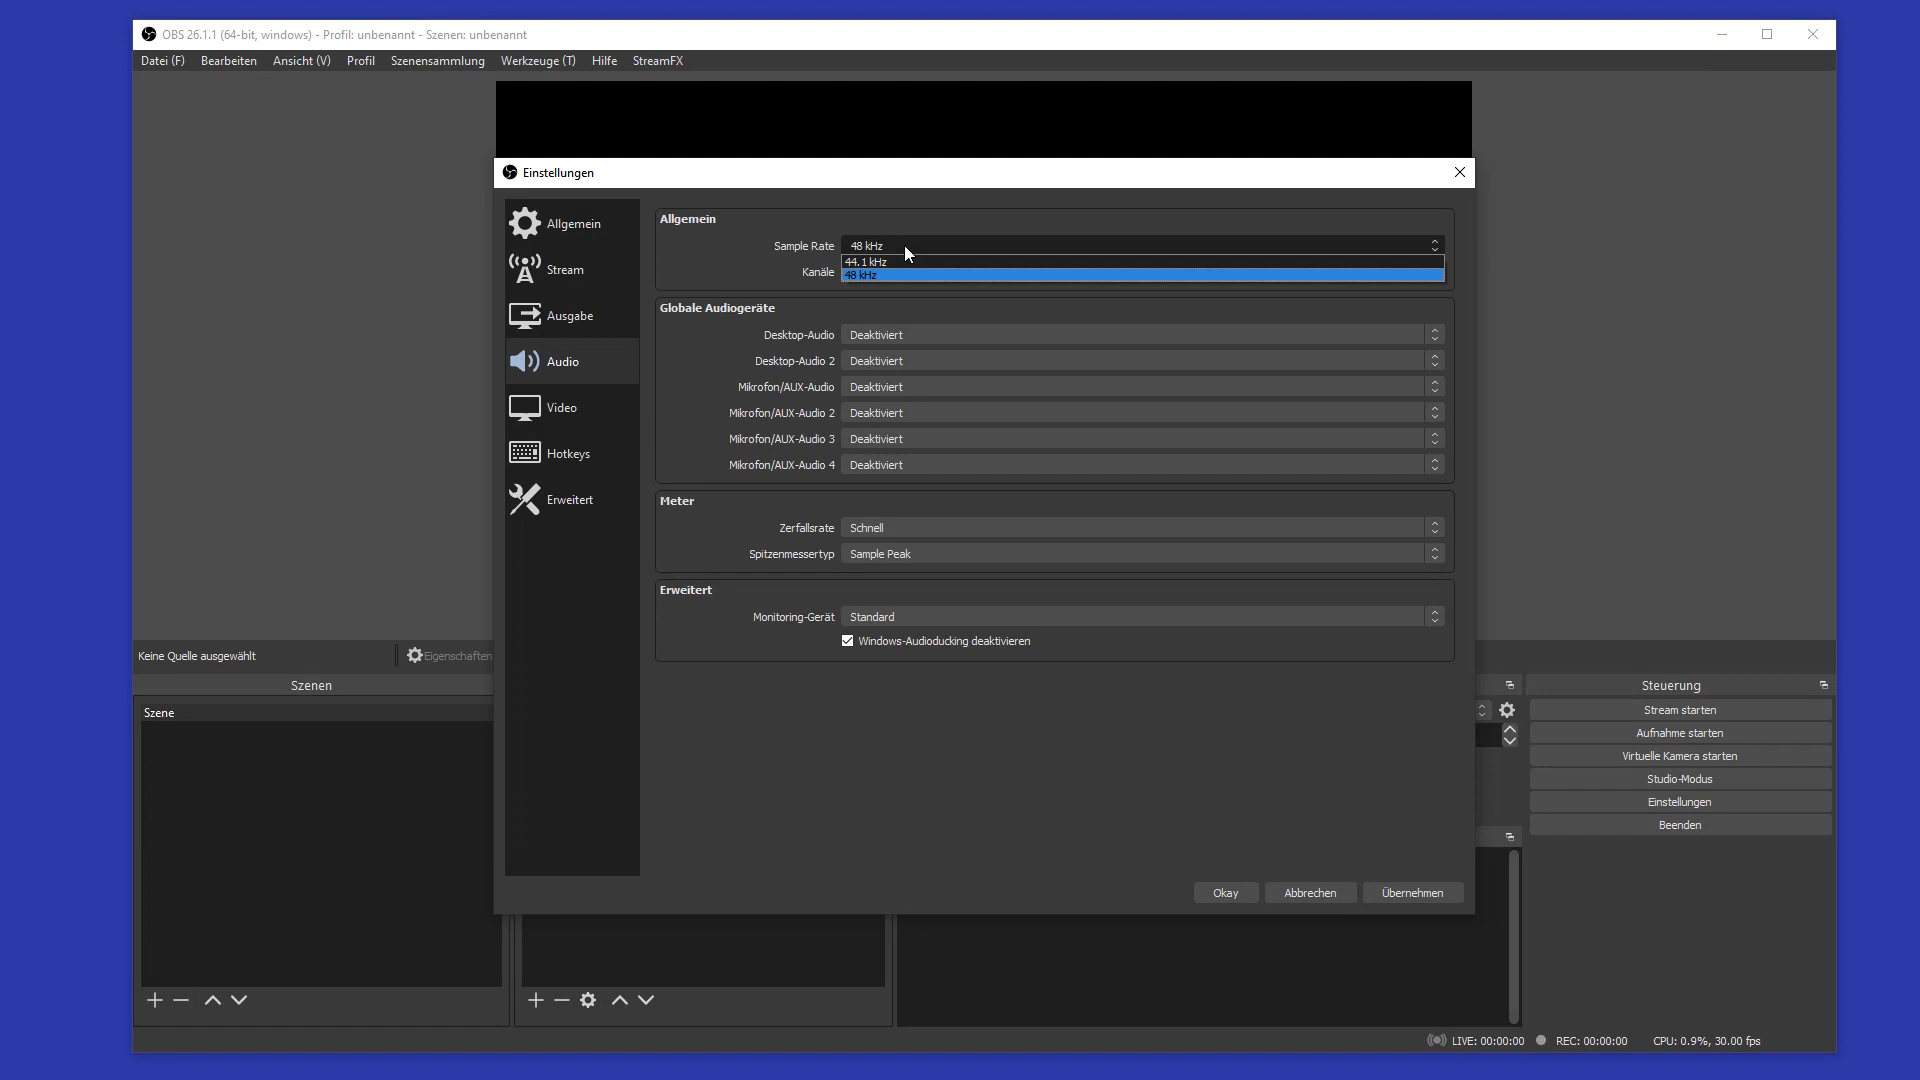 OBS 26.1.1 (64-bit, windows) - Profil: unbenannt - Szenen: unbenannt
Datei (F) Bearbeiten Ansicht (V) Profil Szenensammlung Werkzeuge (T) Hilfe StreamFX
Einstellungen
Allgemein
Stream
Ausgabe
Audio
Video
Hotkeys
Erweitert
Allgemein
Sample Rate 48 kHz
44.1 kHz
Kanäle 48 kHz
Globale Audiogeräte
Desktop-Audio Deaktiviert
Desktop-Audio 2 Deaktiviert
Mikrofon/AUX-Audio Deaktiviert
Mikrofon/AUX-Audio 2 Deaktiviert
Mikrofon/AUX-Audio 3 Deaktiviert
Mikrofon/AUX-Audio 4 Deaktiviert
Meter
Zerfallsrate Schnell
Spitzenmessertyp Sample Peak
Erweitert
Monitoring-Gerät Standard
Windows-Audioducking deaktivieren
Okay Abbrechen Übernehmen
Keine Quelle ausgewählt Eigenschaften
Szenen
Szene
Steuerung
Stream starten
Aufnahme starten
Virtuelle Kamera starten
Studio-Modus
Einstellungen
Beenden
LIVE: 00:00:00 REC: 00:00:00 CPU: 0.9%, 30.00 fps